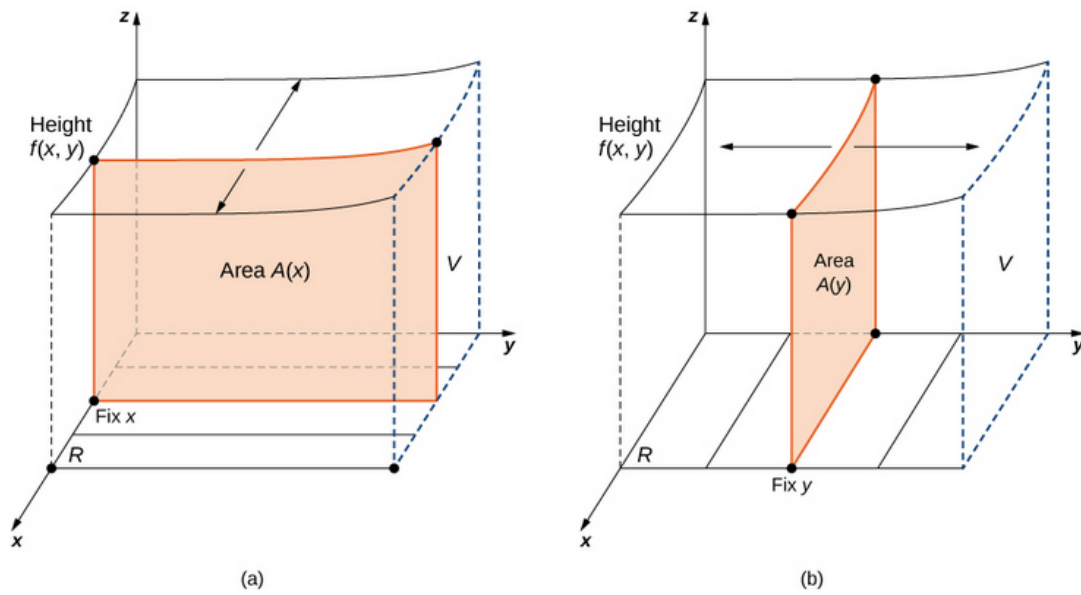 z
Height
f(x, y)
Area A(x)
V
y
Fix x
R
x
(a)
z
Height
f(x, y)
Area
A(y)
V
y
R
Fix y
x
(b)